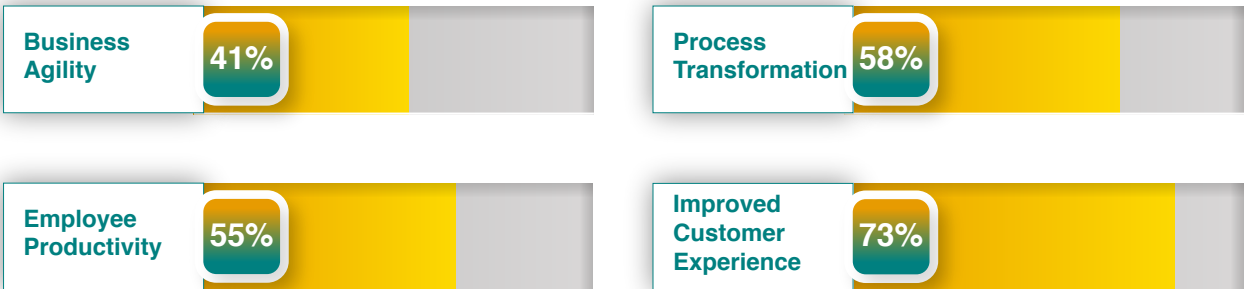 Business
Agility
41%
Process
Transformation
58%
Employee
Productivity
55%
Improved
Customer
Experience
73%